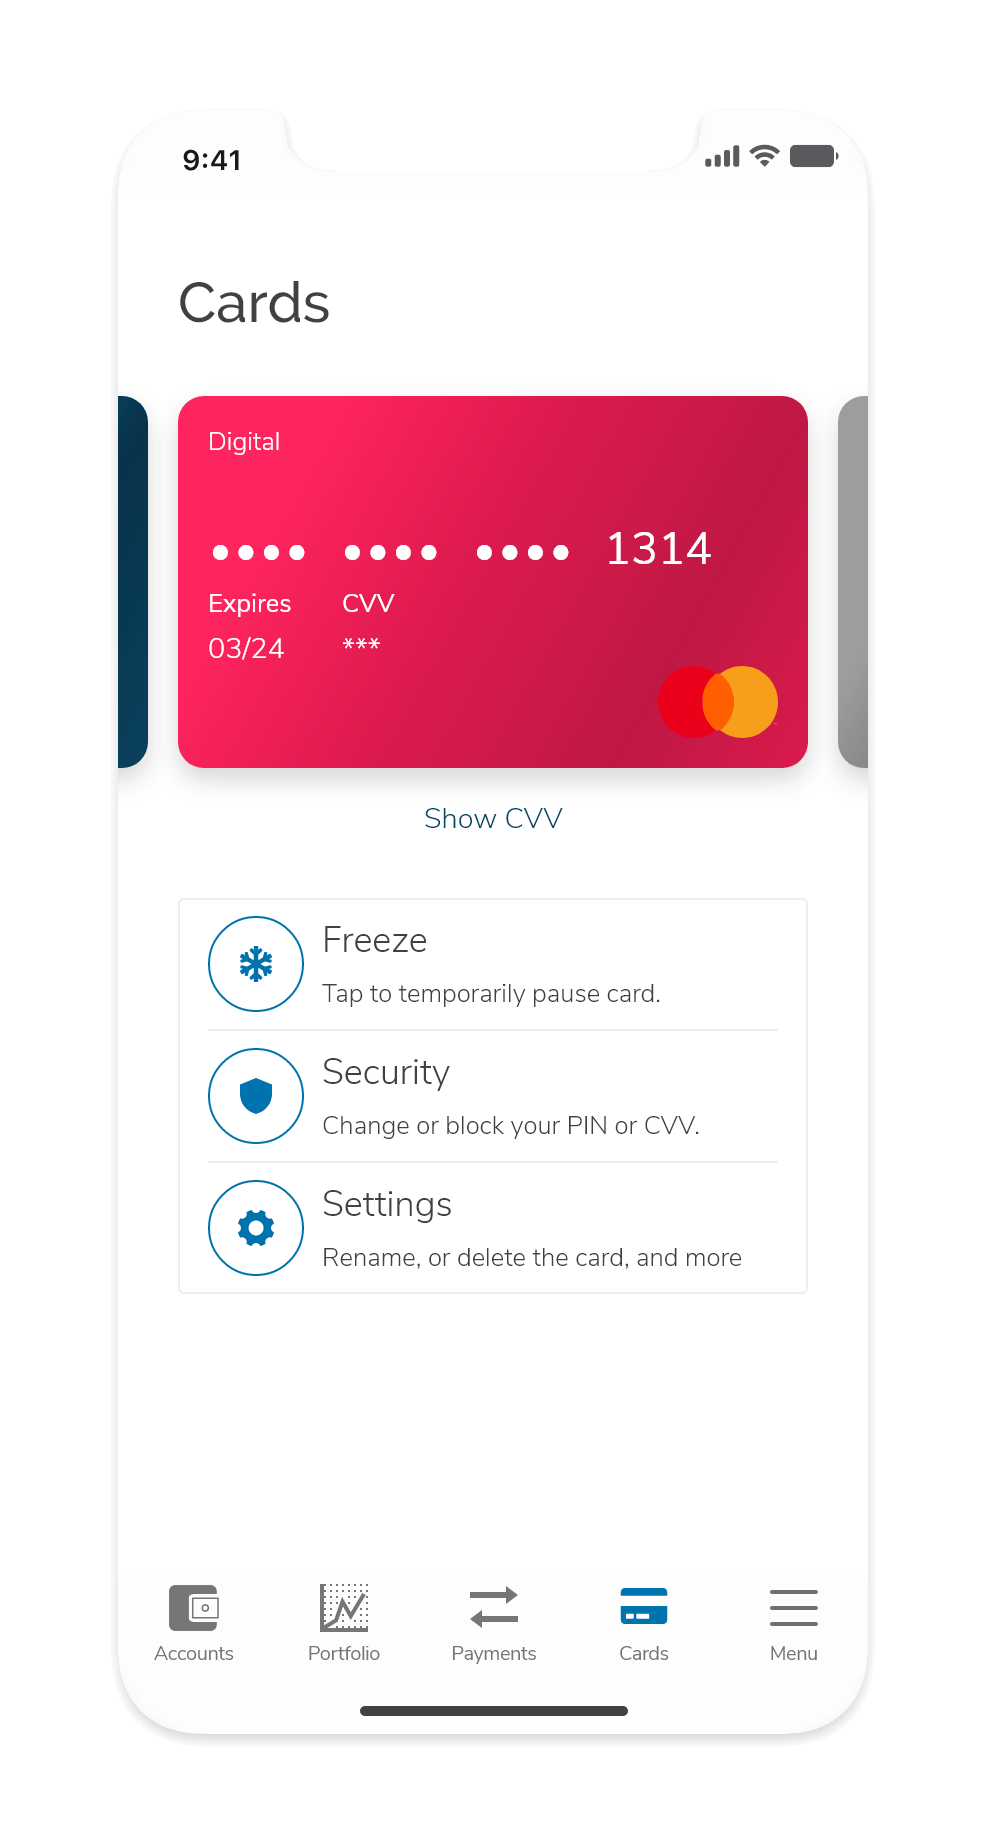 9:41
Cards
Digital
•••• •••• •••• 1314
Expires CVV
03/24 ***
Show CVV
Freeze
Tap to temporarily pause card.
Security
Change or block your PIN or CVV.
Settings
Rename, or delete the card, and more
Accounts Portfolio Payments Cards Menu